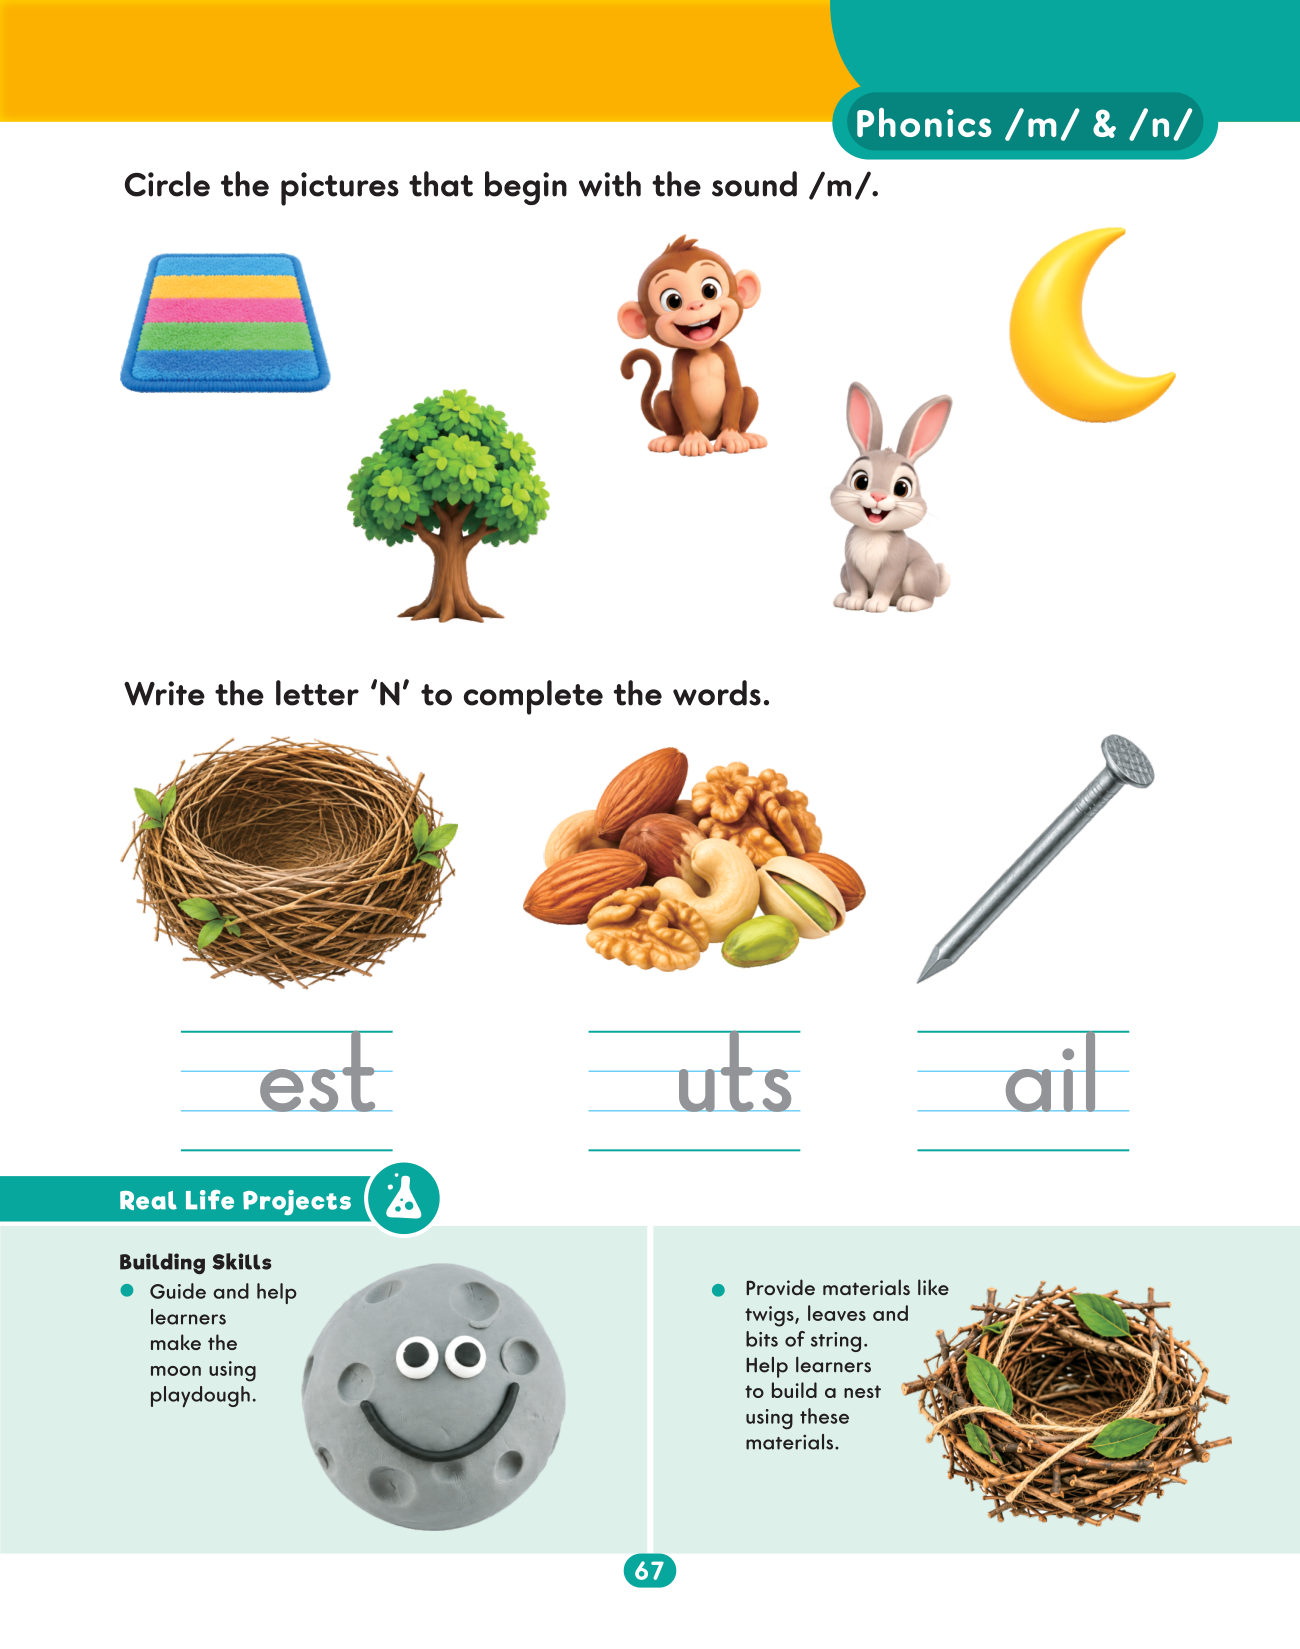 Phonics /m/ & /n/
Circle the pictures that begin with the sound /m/.
Write the letter ‘N’ to complete the words.
est
uts
ail
Real Life Projects
Building Skills
Guide and help
learners
make the
moon using
playdough.
Provide materials like
twigs, leaves and
bits of string.
Help learners
to build a nest
using these
materials.
67